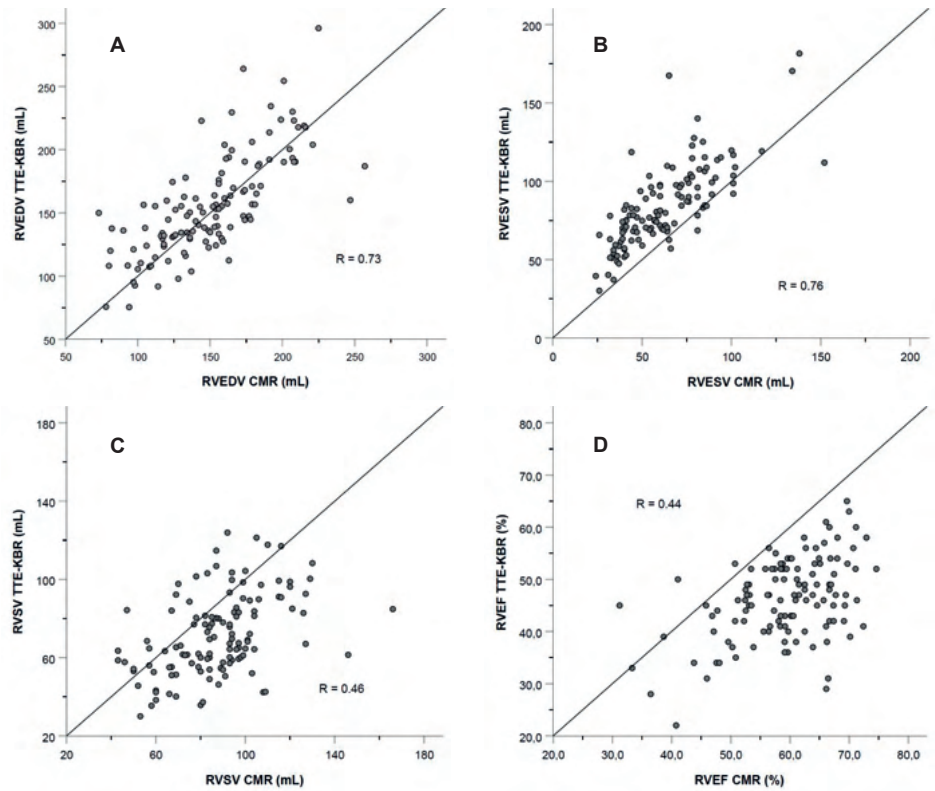 A
RVEDV TTE-KBR (mL)
300
250
200
150
100
50
R = 0.73
50 100 150 200 250 300
RVEDV CMR (mL)
B
RVESV TTE-KBR (mL)
200
150
100
50
0
R = 0.76
0 50 100 150 200
RVESV CMR (mL)
C
RVSV TTE-KBR (mL)
180
140
100
60
20
R = 0.46
20 60 100 140 180
RVSV CMR (mL)
D
RVEF TTE-KBR (%)
80,0
70,0
60,0
50,0
40,0
30,0
20,0
R = 0.44
20,0 30,0 40,0 50,0 60,0 70,0 80,0
RVEF CMR (%)